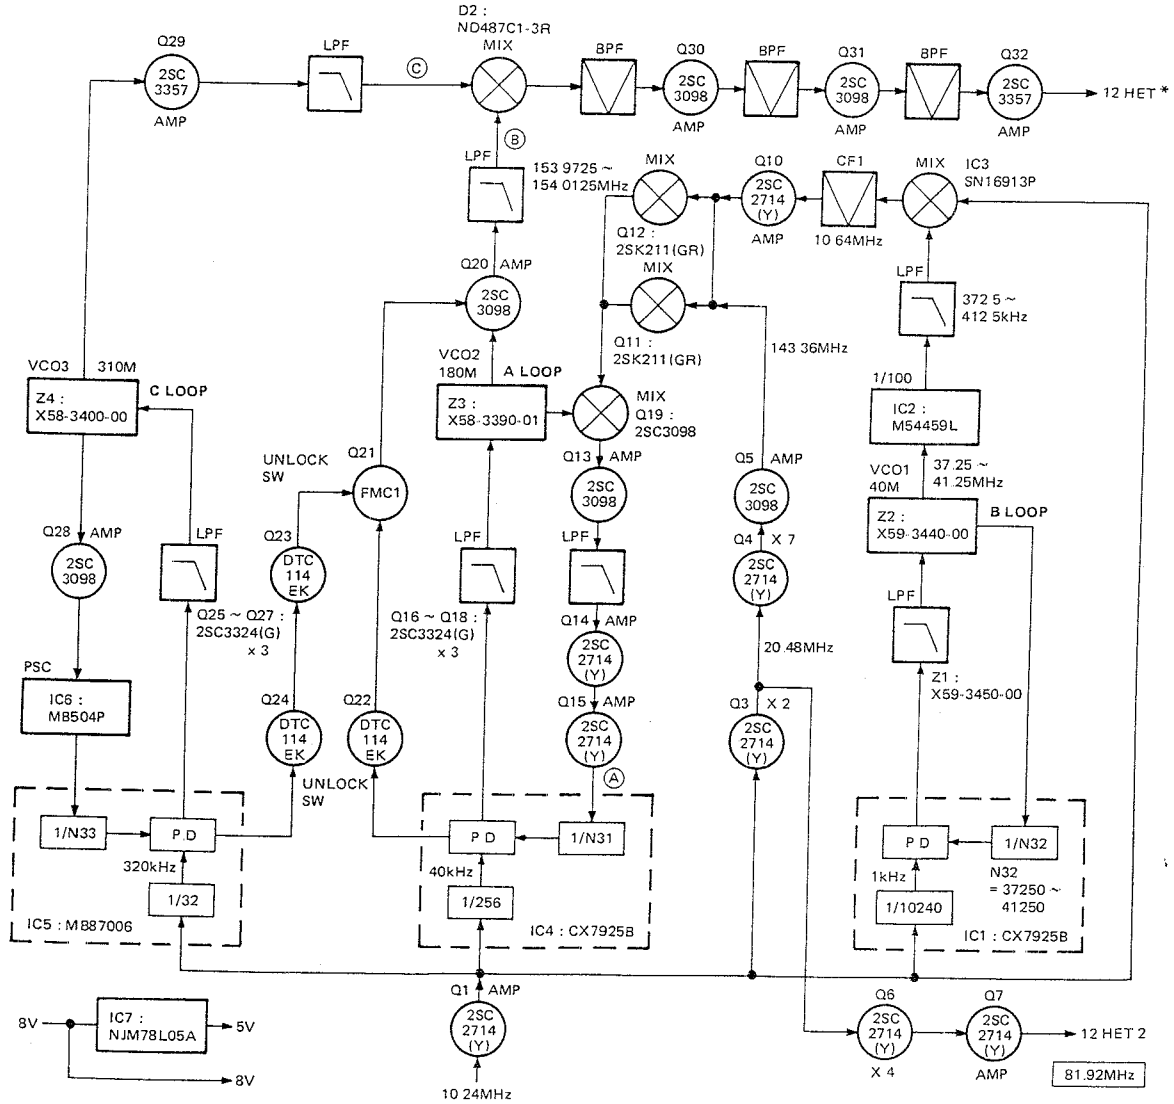 D2 :
ND487C1-3R
MIX
Q29
2SC
3357
AMP
LPF
C
BPF
Q30
2SC
3098
AMP
BPF
Q31
2SC
3098
AMP
BPF
Q32
2SC
3357
AMP
12 HET *
B
LPF
153 9725 ~
154 0125MHz
MIX
Q12 :
2SK211(GR)
Q10
2SC
2714
(Y)
AMP
CF1
10 64MHz
MIX
IC3
SN16913P
Q20 AMP
2SC
3098
MIX
Q11 :
2SK211(GR)
LPF
372 5 ~
412 5kHz
143 36MHz
VCO3 310M
Z4 :
X58-3400-00
C LOOP
VCO2
180M
A LOOP
Z3 :
X58-3390-01
MIX
Q19 :
2SC3098
1/100
IC2 :
M54459L
UNLOCK
SW
Q21
FMC1
Q13 AMP
2SC
3098
Q5 AMP
2SC
3098
VCO1
40M
37.25 ~
41.25MHz
Z2 :
X59-3440-00
B LOOP
Q28 AMP
2SC
3098
LPF
Q23
DTC
114
EK
LPF
LPF
Q4 X 7
2SC
2714
(Y)
LPF
Q25 ~ Q27 :
2SC3324(G)
x 3
Q16 ~ Q18 :
2SC3324(G)
x 3
Q14 AMP
2SC
2714
(Y)
20.48MHz
Z1 :
X59-3450-00
PSC
IC6 :
MB504P
Q24
DTC
114
EK
Q22
DTC
114
EK
Q15 AMP
2SC
2714
(Y)
Q3 X 2
2SC
2714
(Y)
UNLOCK
SW
A
1/N33
P.D
320kHz
1/32
IC5 : MB87006
P D
1/N31
40kHz
1/256
IC4 : CX7925B
P D
1/N32
1kHz
N32
= 37250 ~
41250
1/10240
IC1 : CX7925B
8V
IC7 :
NJM78L05A
5V
8V
Q1 AMP
2SC
2714
(Y)
10 24MHz
Q6
2SC
2714
(Y)
X 4
Q7
2SC
2714
(Y)
AMP
12 HET 2
81.92MHz